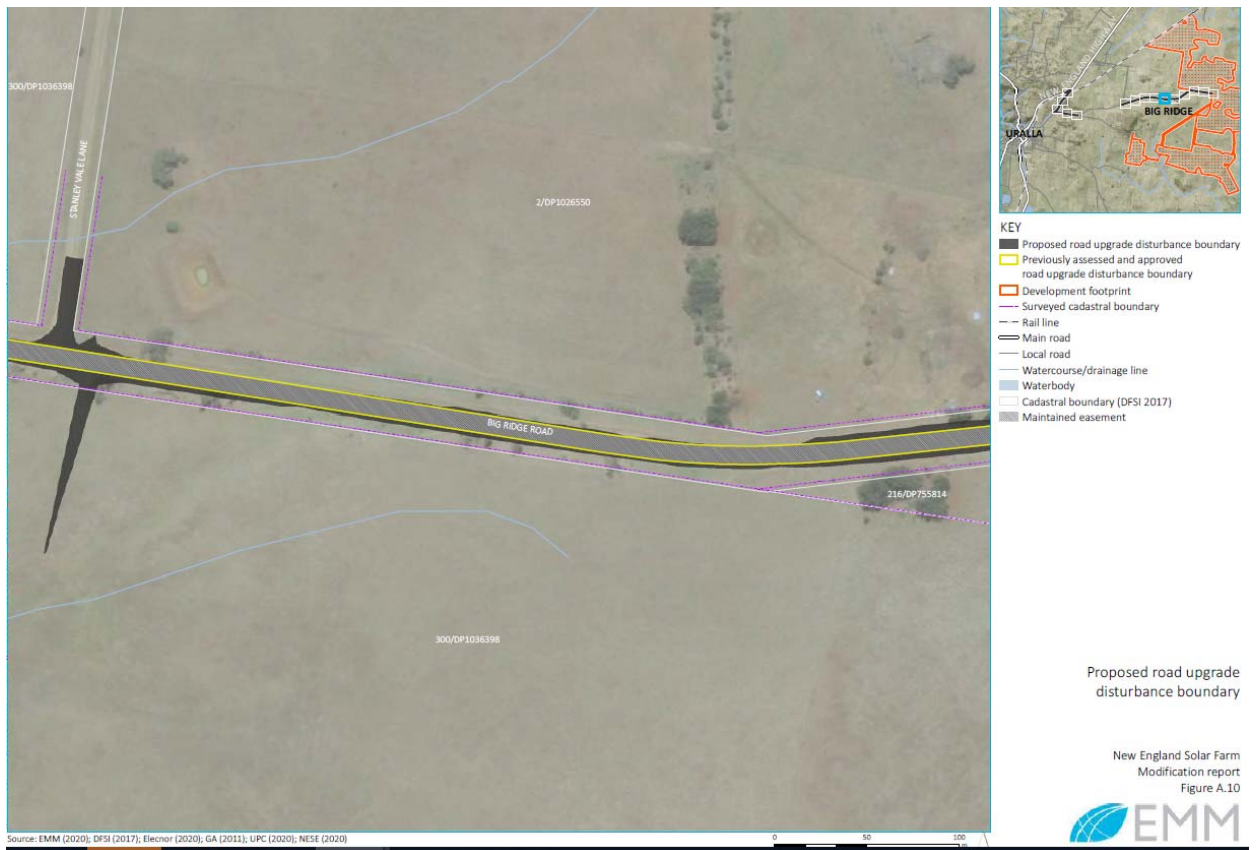 300/DP1036398
STANLEY VALE LANE
2/DP1026550
BIG RIDGE ROAD
216/DP755814
300/DP1036398
NEW ENGLAND HIGHWAY
BIG RIDGE
URALLA
KEY
Proposed road upgrade disturbance boundary
Previously assessed and approved
road upgrade disturbance boundary
Development footprint
Surveyed cadastral boundary
Rail line
Main road
Local road
Watercourse/drainage line
Waterbody
Cadastral boundary (DFSI 2017)
Maintained easement
Proposed road upgrade
disturbance boundary
New England Solar Farm
Modification report
Figure A.10
EMM
Source: EMM (2020); DFSI (2017); Elecnor (2020); GA (2011); UPC (2020); NESE (2020)
0 50 100